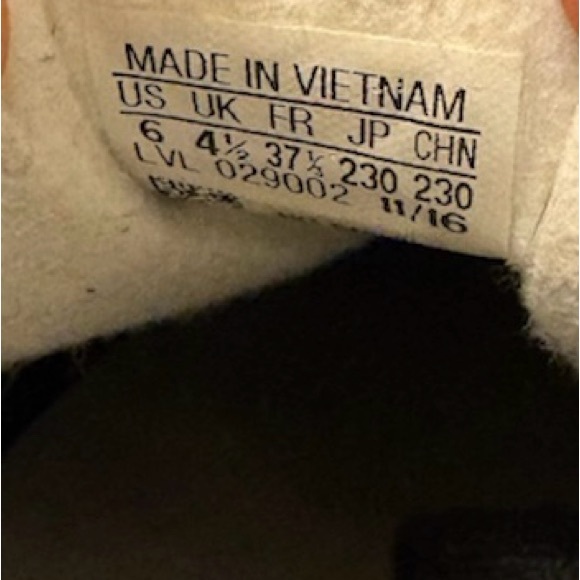 MADE IN VIETNAM
US UK FR JP CHN
6 4½ 37⅓ 230 230
LVL 029002 11/16